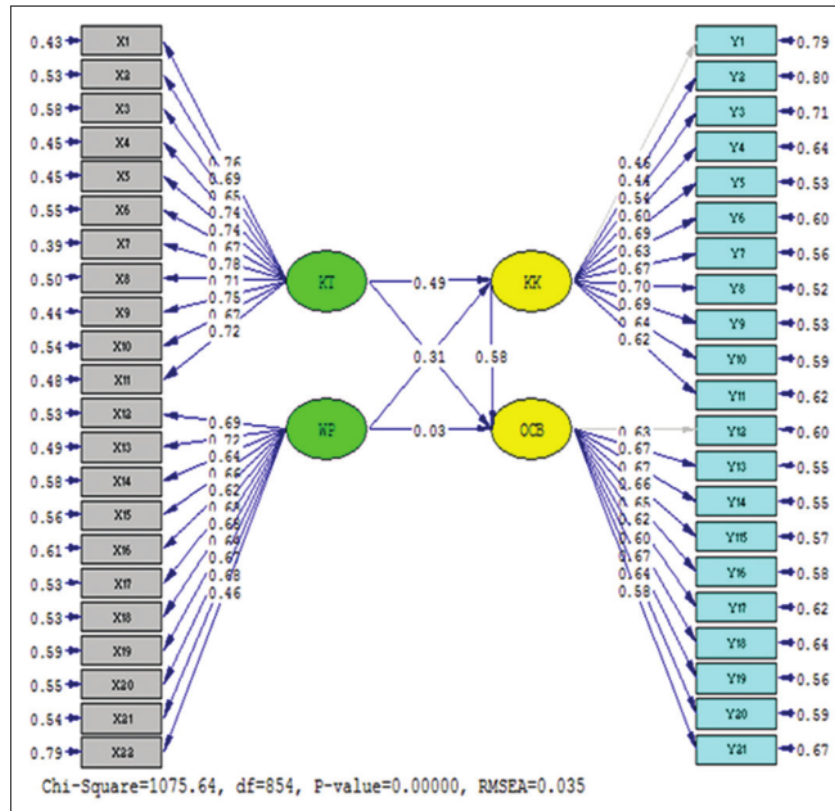 0.43 X1
0.53 X2
0.58 X3
0.45 X4
0.45 X5
0.55 X6
0.39 X7
0.50 X8
0.44 X9
0.54 X10
0.48 X11
0.53 X12
0.49 X13
0.58 X14
0.56 X15
0.61 X16
0.53 X17
0.53 X18
0.59 X19
0.55 X20
0.54 X21
0.79 X22
0.76
0.69
0.65
0.74
0.74
0.67
0.78
0.71
0.75
0.67
0.72
0.69
0.72
0.64
0.66
0.62
0.68
0.68
0.64
0.67
0.68
0.46
KT 0.49 KK
0.31 0.58
WP 0.03 OCB
0.46
0.44
0.54
0.60
0.69
0.63
0.67
0.70
0.69
0.64
0.62
0.63
0.67
0.67
0.66
0.65
0.62
0.60
0.67
0.64
0.58
Y1 0.79
Y2 0.80
Y3 0.71
Y4 0.64
Y5 0.53
Y6 0.60
Y7 0.56
Y8 0.52
Y9 0.53
Y10 0.59
Y11 0.62
Y12 0.60
Y13 0.55
Y14 0.55
Y115 0.57
Y16 0.58
Y17 0.62
Y18 0.64
Y19 0.56
Y20 0.59
Y21 0.67
Chi-Square=1075.64, df=854, P-value=0.00000, RMSEA=0.035